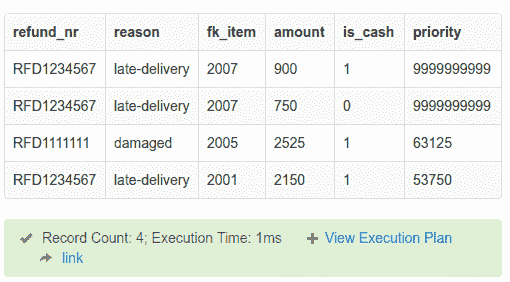 refund_nr reason fk_item amount is_cash priority
RFD1234567 late-delivery 2007 900 1 9999999999
RFD1234567 late-delivery 2007 750 0 9999999999
RFD1111111 damaged 2005 2525 1 63125
RFD1234567 late-delivery 2001 2150 1 53750
Record Count: 4; Execution Time: 1ms View Execution Plan
link